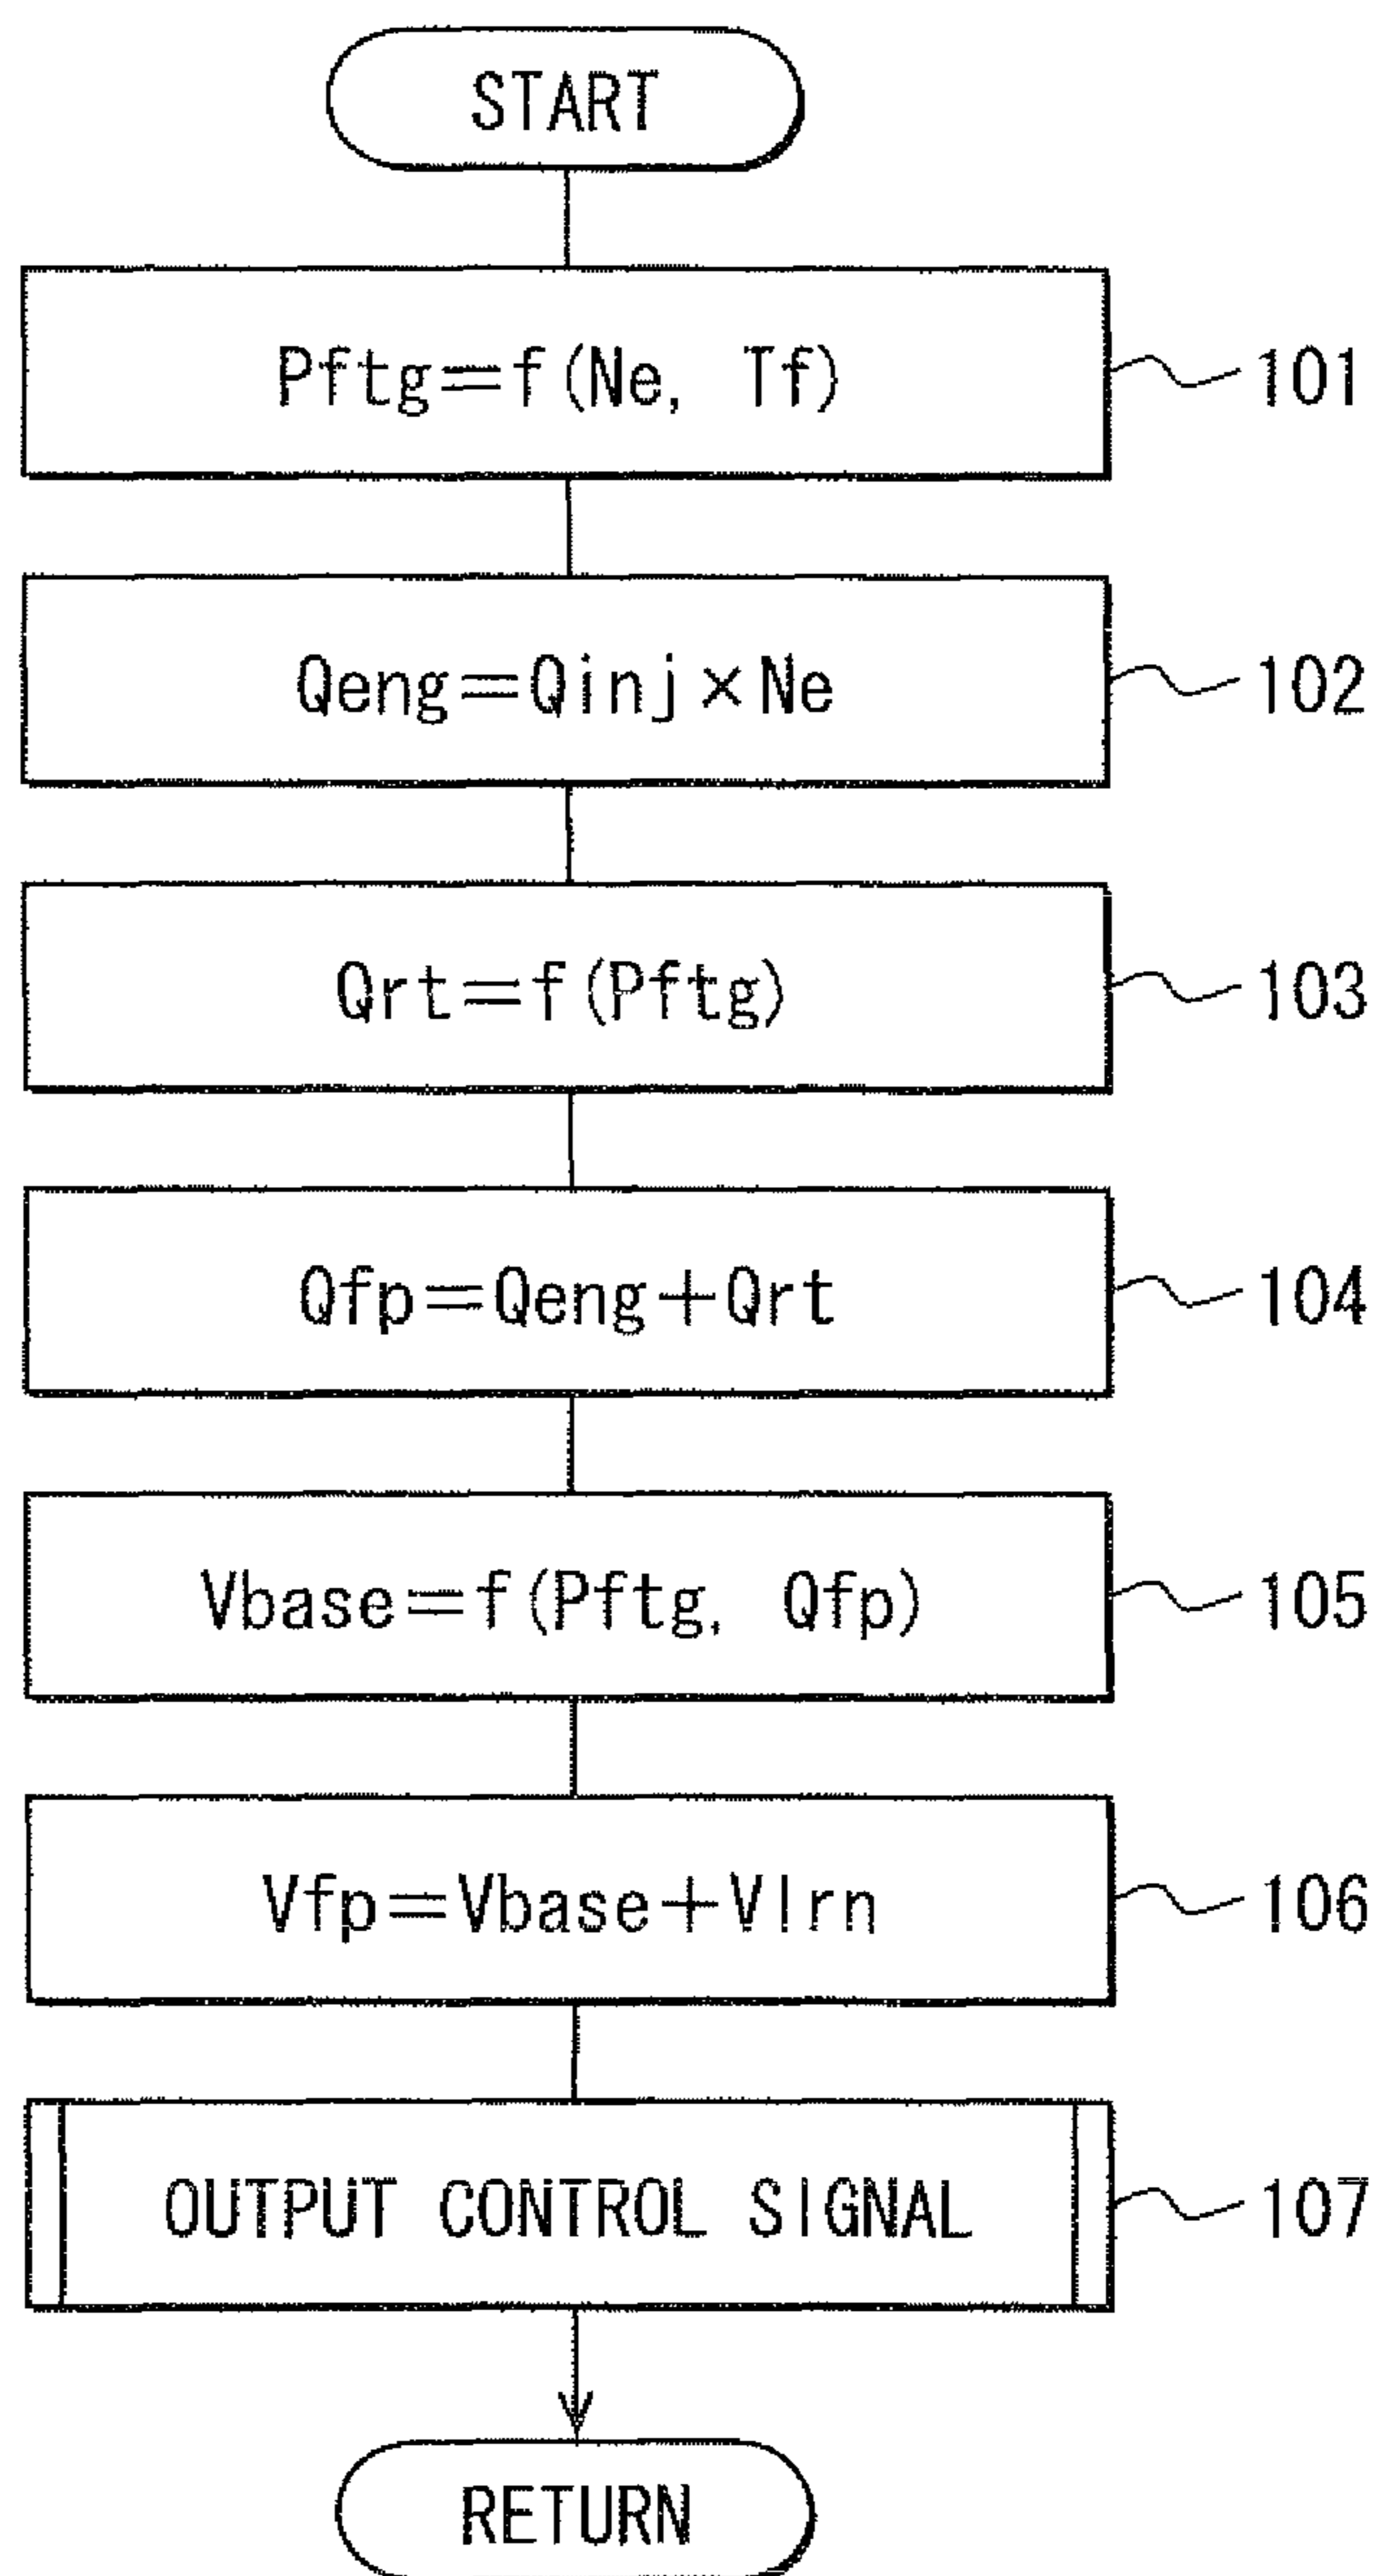 START
Pftg=f(Ne, Tf)
101
Qeng=Qinj×Ne
102
Qrt=f(Pftg)
103
Qfp=Qeng+Qrt
104
Vbase=f(Pftg, Qfp)
105
Vfp=Vbase+Vlrn
106
OUTPUT CONTROL SIGNAL
107
RETURN